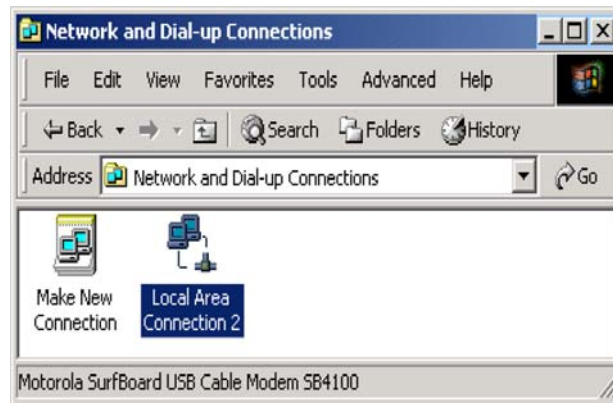 Network and Dial-up Connections
File Edit View Favorites Tools Advanced Help
Back Search Folders History
Address Network and Dial-up Connections Go
Make New Connection
Local Area Connection 2
Motorola SurfBoard USB Cable Modem SB4100